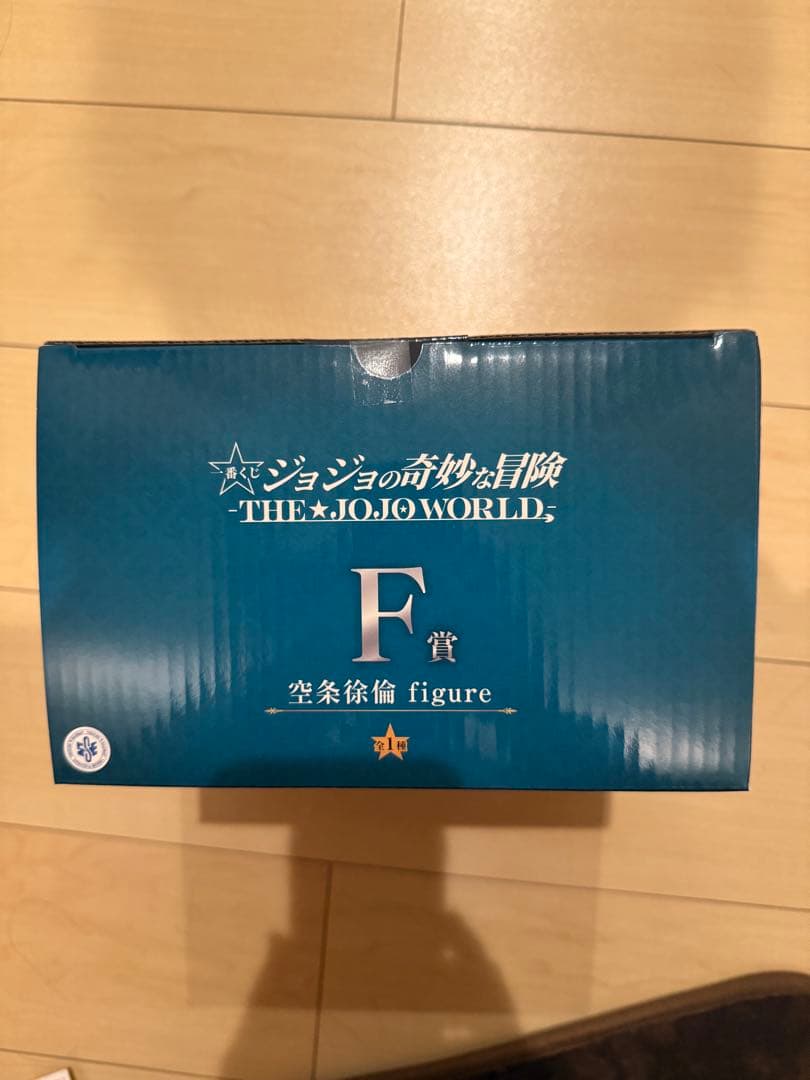 一番くじ ジョジョの奇妙な冒険
-THE★JOJO WORLD-
F賞
空条徐倫 figure
全1種